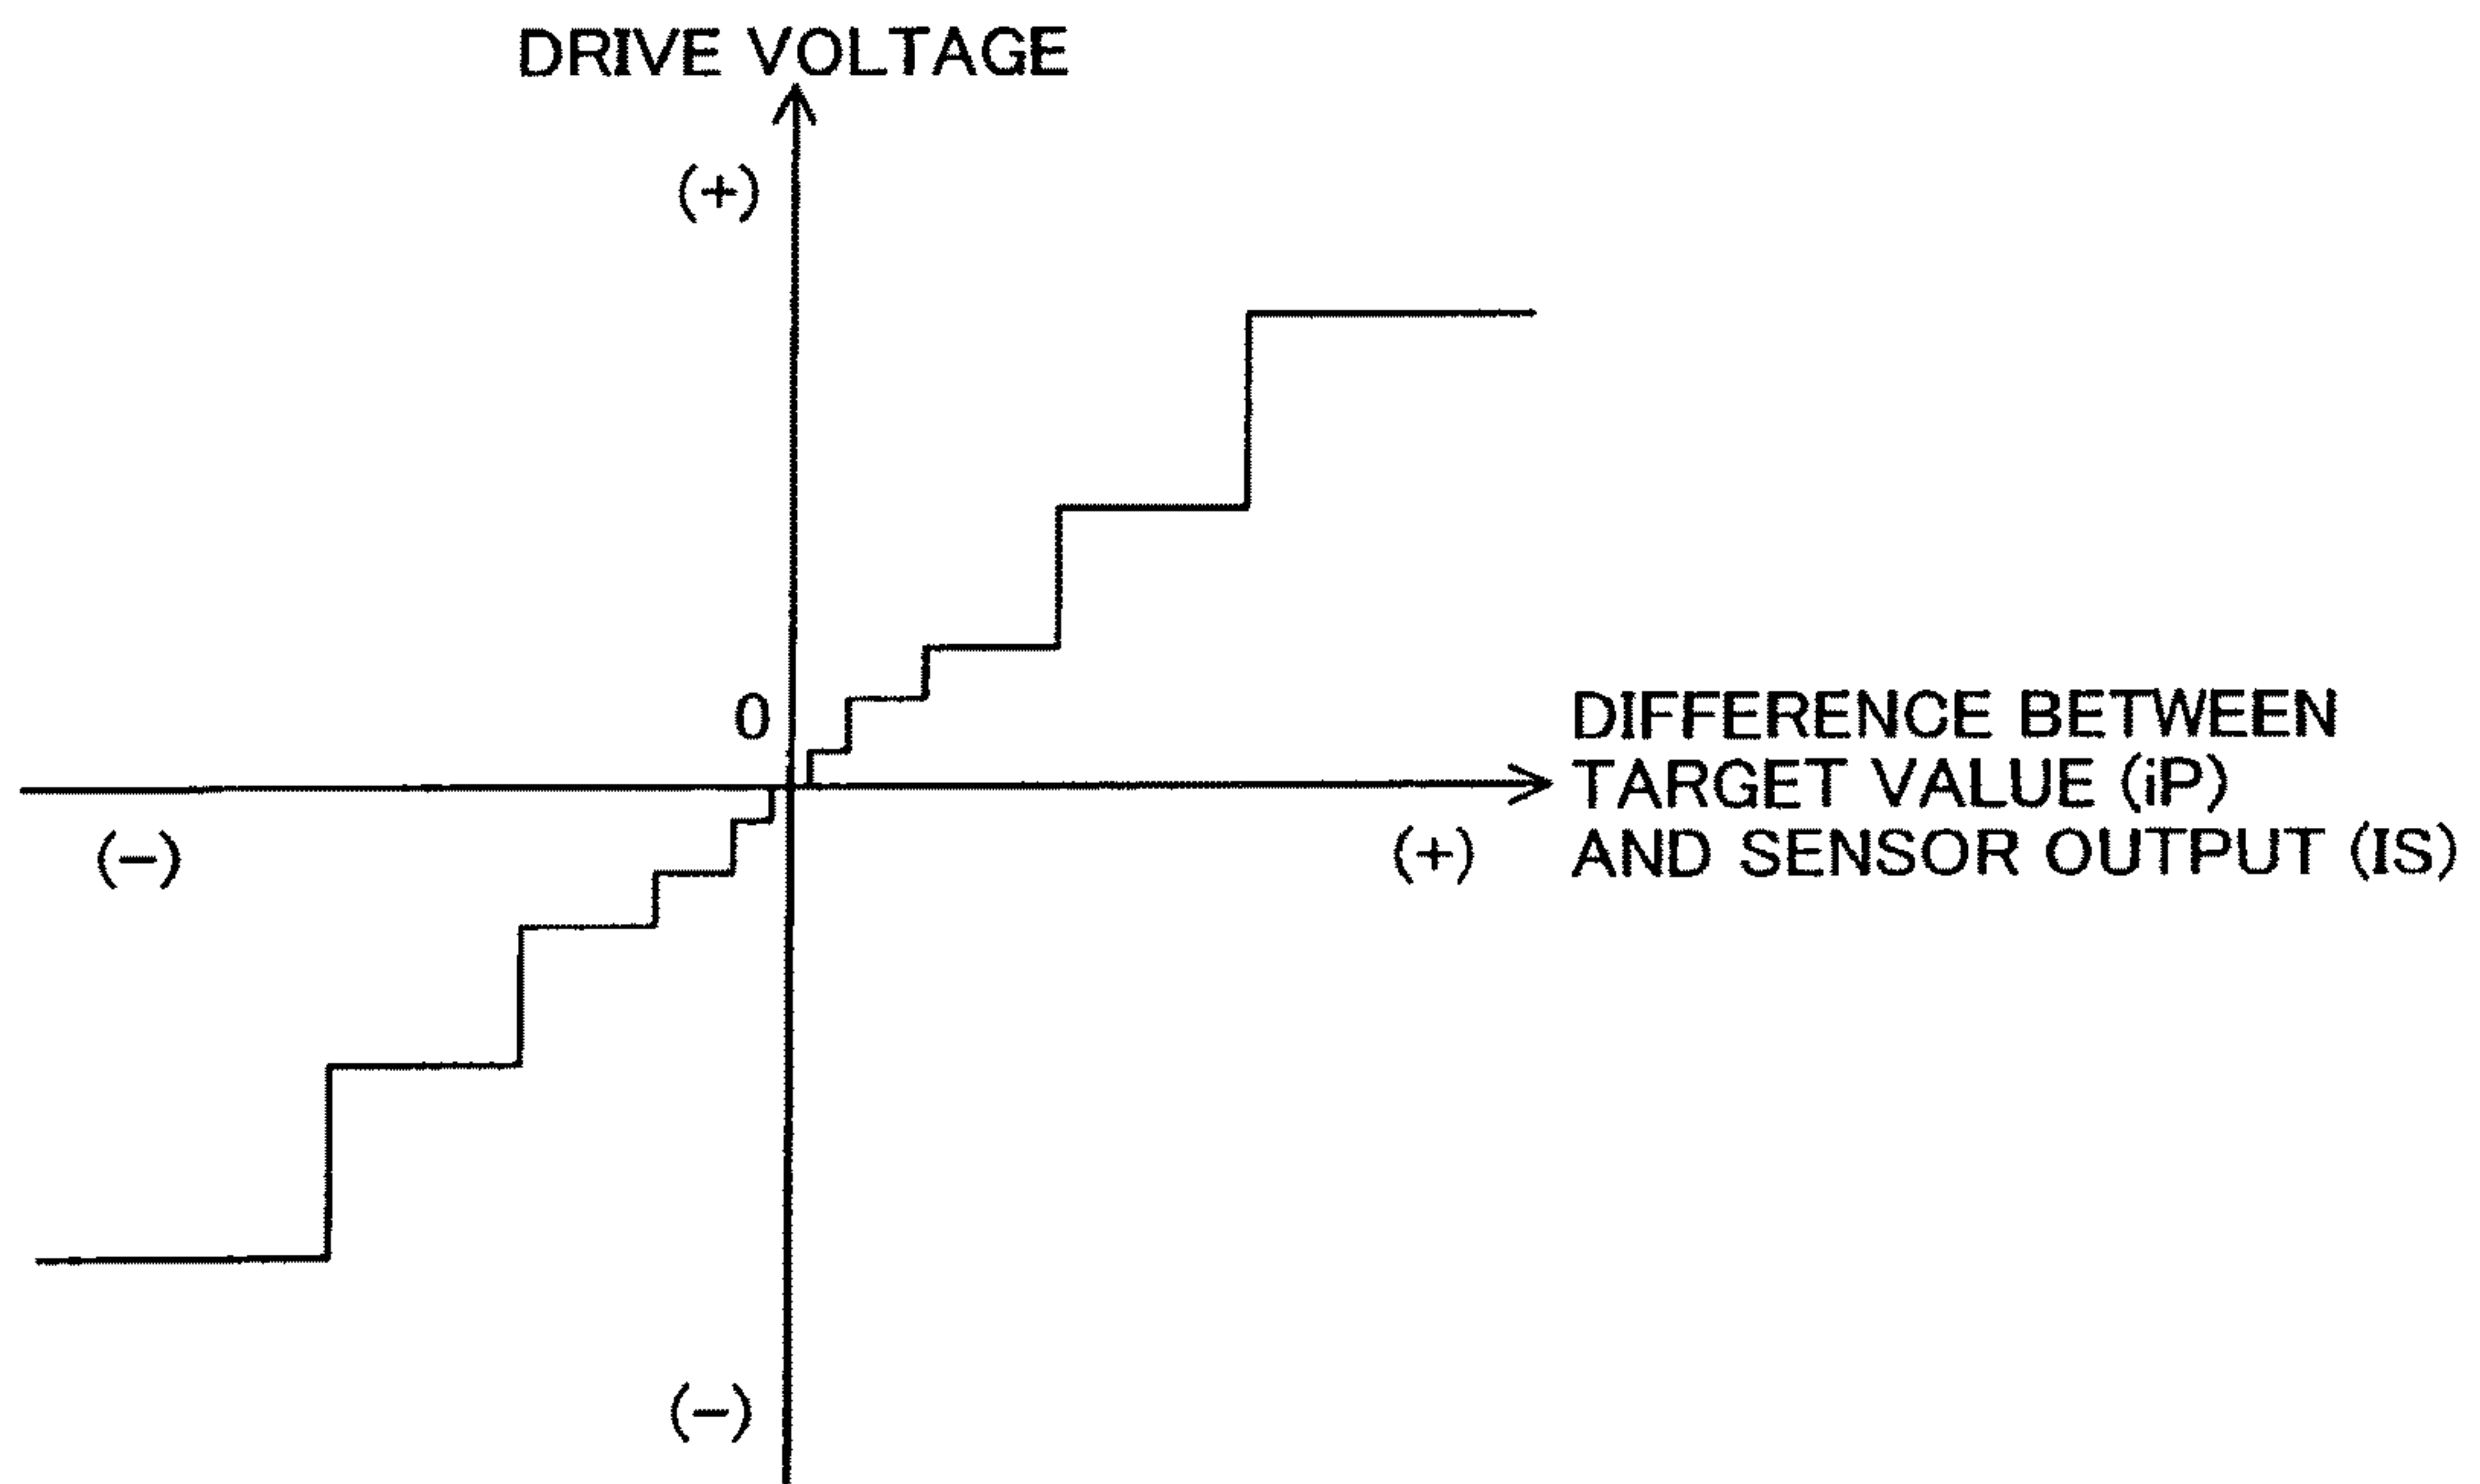 DRIVE VOLTAGE
(+)
0
DIFFERENCE BETWEEN
TARGET VALUE (iP)
(−)
(+)
AND SENSOR OUTPUT (IS)
(−)